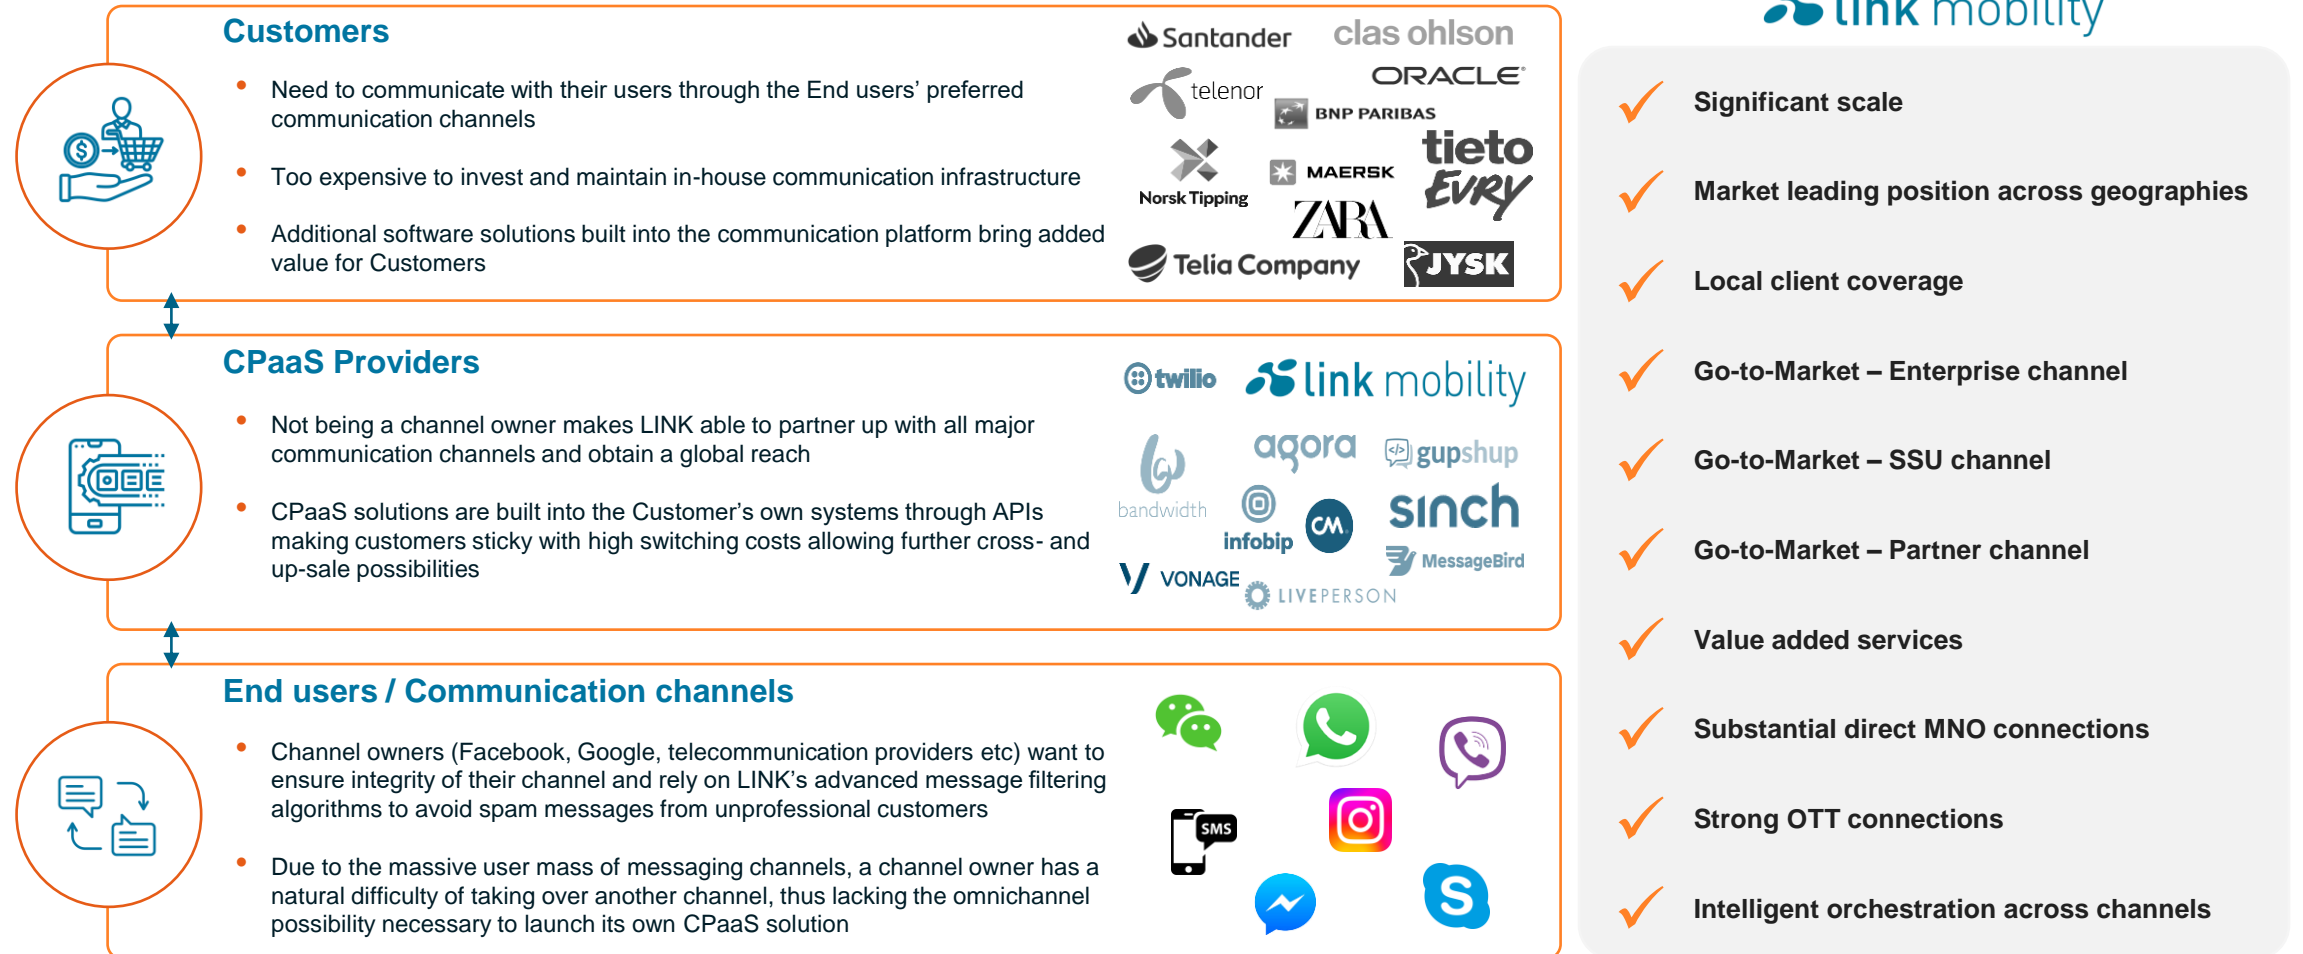 Customers
Need to communicate with their users through the End users’ preferred
communication channels
Too expensive to invest and maintain in-house communication infrastructure
Additional software solutions built into the communication platform bring added
value for Customers
Santander
clas ohlson
telenor
ORACLE
BNP PARIBAS
Norsk Tipping
MAERSK
tieto
EVRY
ZARA
Telia Company
JYSK
CPaaS Providers
Not being a channel owner makes LINK able to partner up with all major
communication channels and obtain a global reach
CPaaS solutions are built into the Customer’s own systems through APIs
making customers sticky with high switching costs allowing further cross- and
up-sale possibilities
twilio
link mobility
bandwidth
agora
</> gupshup
infobip
CM.
sinch
MessageBird
VONAGE
LIVEPERSON
End users / Communication channels
Channel owners (Facebook, Google, telecommunication providers etc) want to
ensure integrity of their channel and rely on LINK’s advanced message filtering
algorithms to avoid spam messages from unprofessional customers
Due to the massive user mass of messaging channels, a channel owner has a
natural difficulty of taking over another channel, thus lacking the omnichannel
possibility necessary to launch its own CPaaS solution
SMS
S
link mobility
Significant scale
Market leading position across geographies
Local client coverage
Go-to-Market – Enterprise channel
Go-to-Market – SSU channel
Go-to-Market – Partner channel
Value added services
Substantial direct MNO connections
Strong OTT connections
Intelligent orchestration across channels